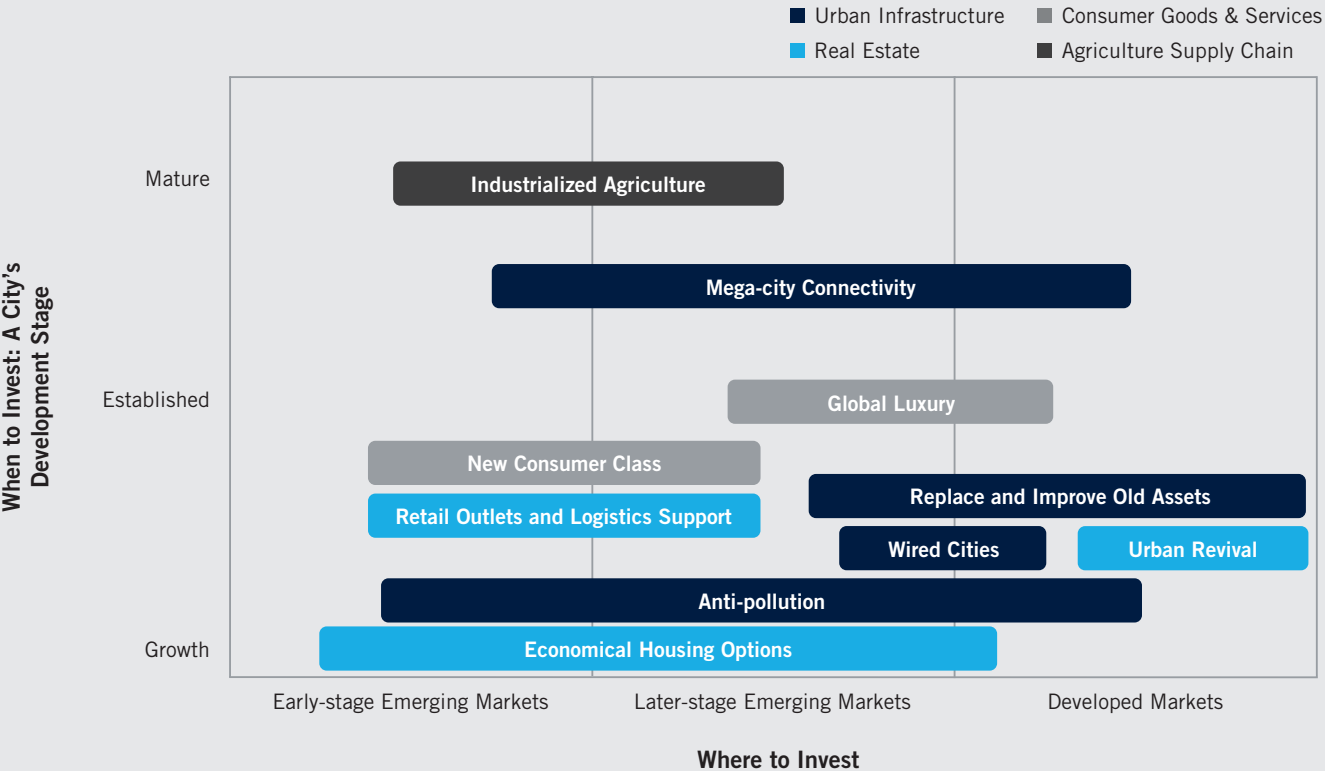 Urban Infrastructure
Consumer Goods & Services
Real Estate
Agriculture Supply Chain
When to Invest: A City’s
Development Stage
Mature
Industrialized Agriculture
Mega-city Connectivity
Established
Global Luxury
New Consumer Class
Replace and Improve Old Assets
Retail Outlets and Logistics Support
Wired Cities
Urban Revival
Anti-pollution
Growth
Economical Housing Options
Early-stage Emerging Markets
Later-stage Emerging Markets
Developed Markets
Where to Invest